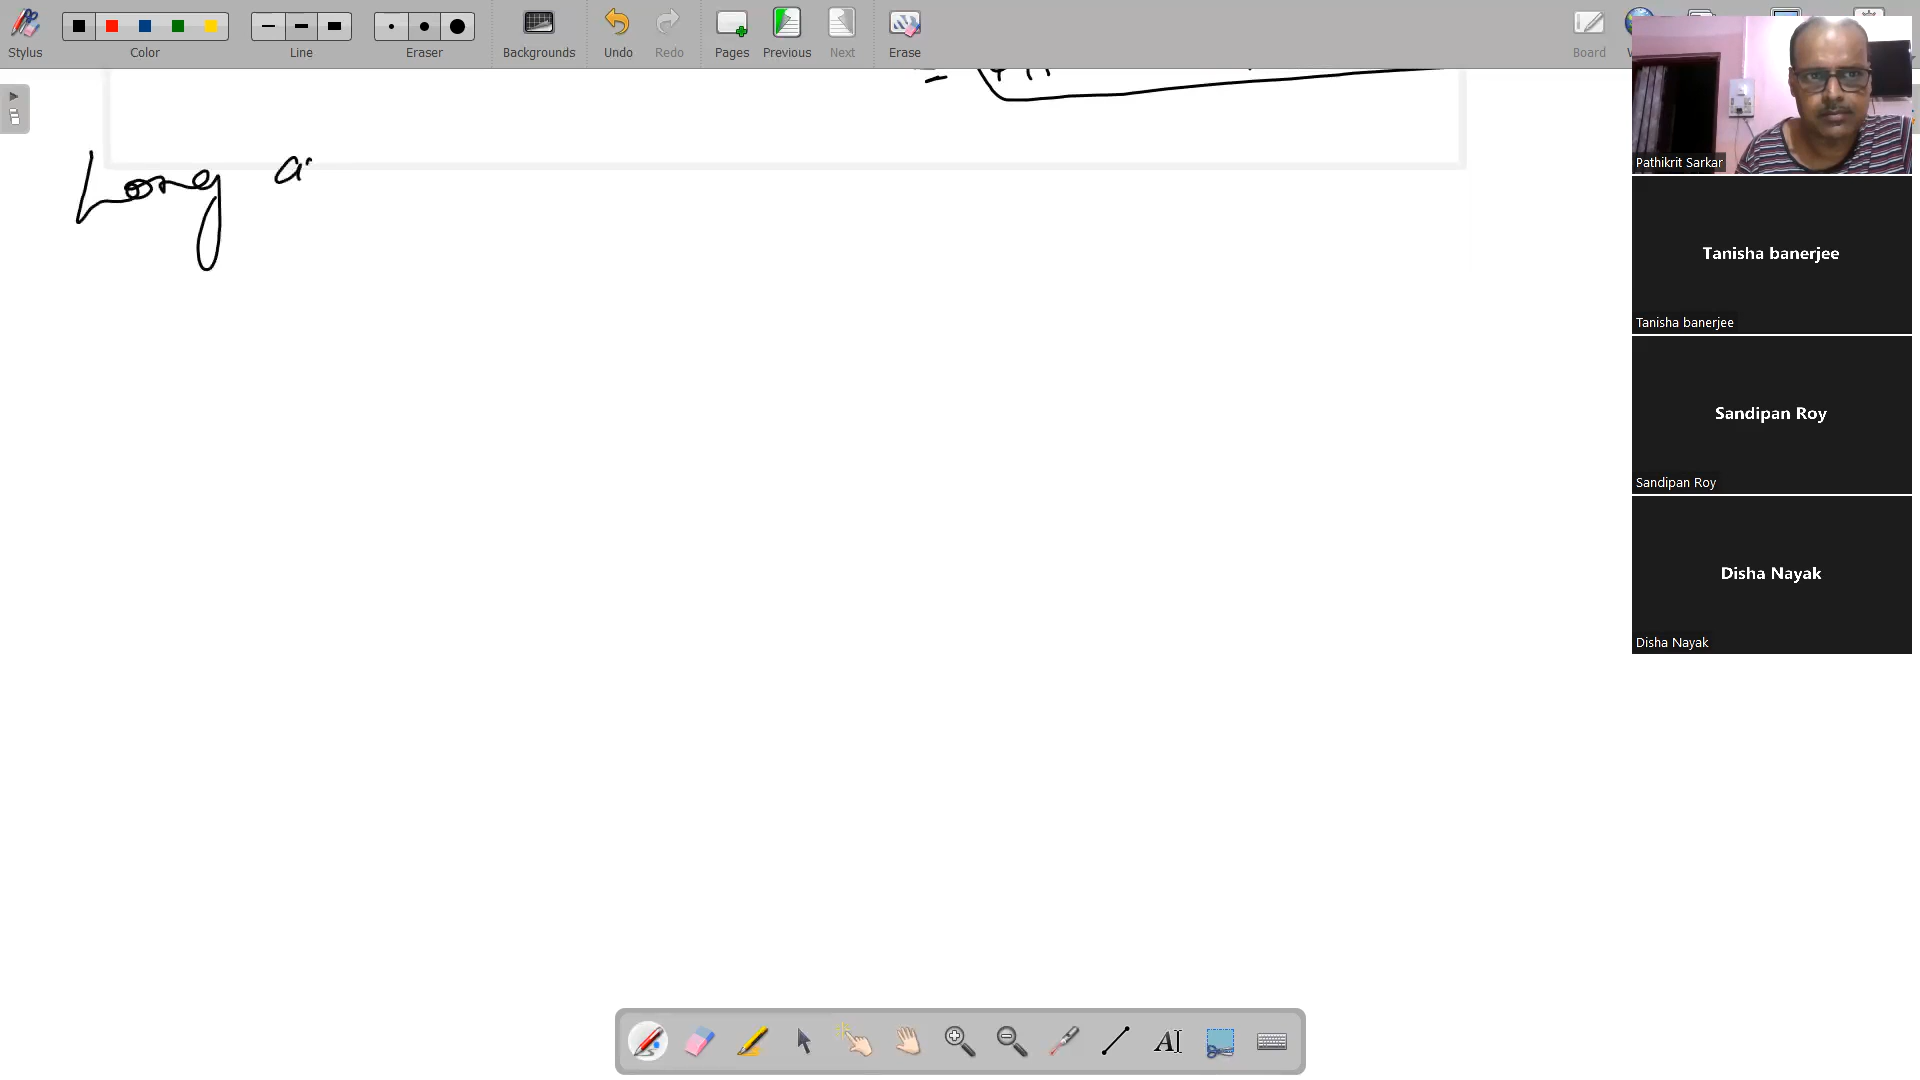 Stylus
Color
Line
Eraser
Backgrounds
Undo
Redo
Pages
Previous
Next
Erase
Board
=
Long a
Pathikrit Sarkar
Tanisha banerjee
Tanisha banerjee
Sandipan Roy
Sandipan Roy
Disha Nayak
Disha Nayak